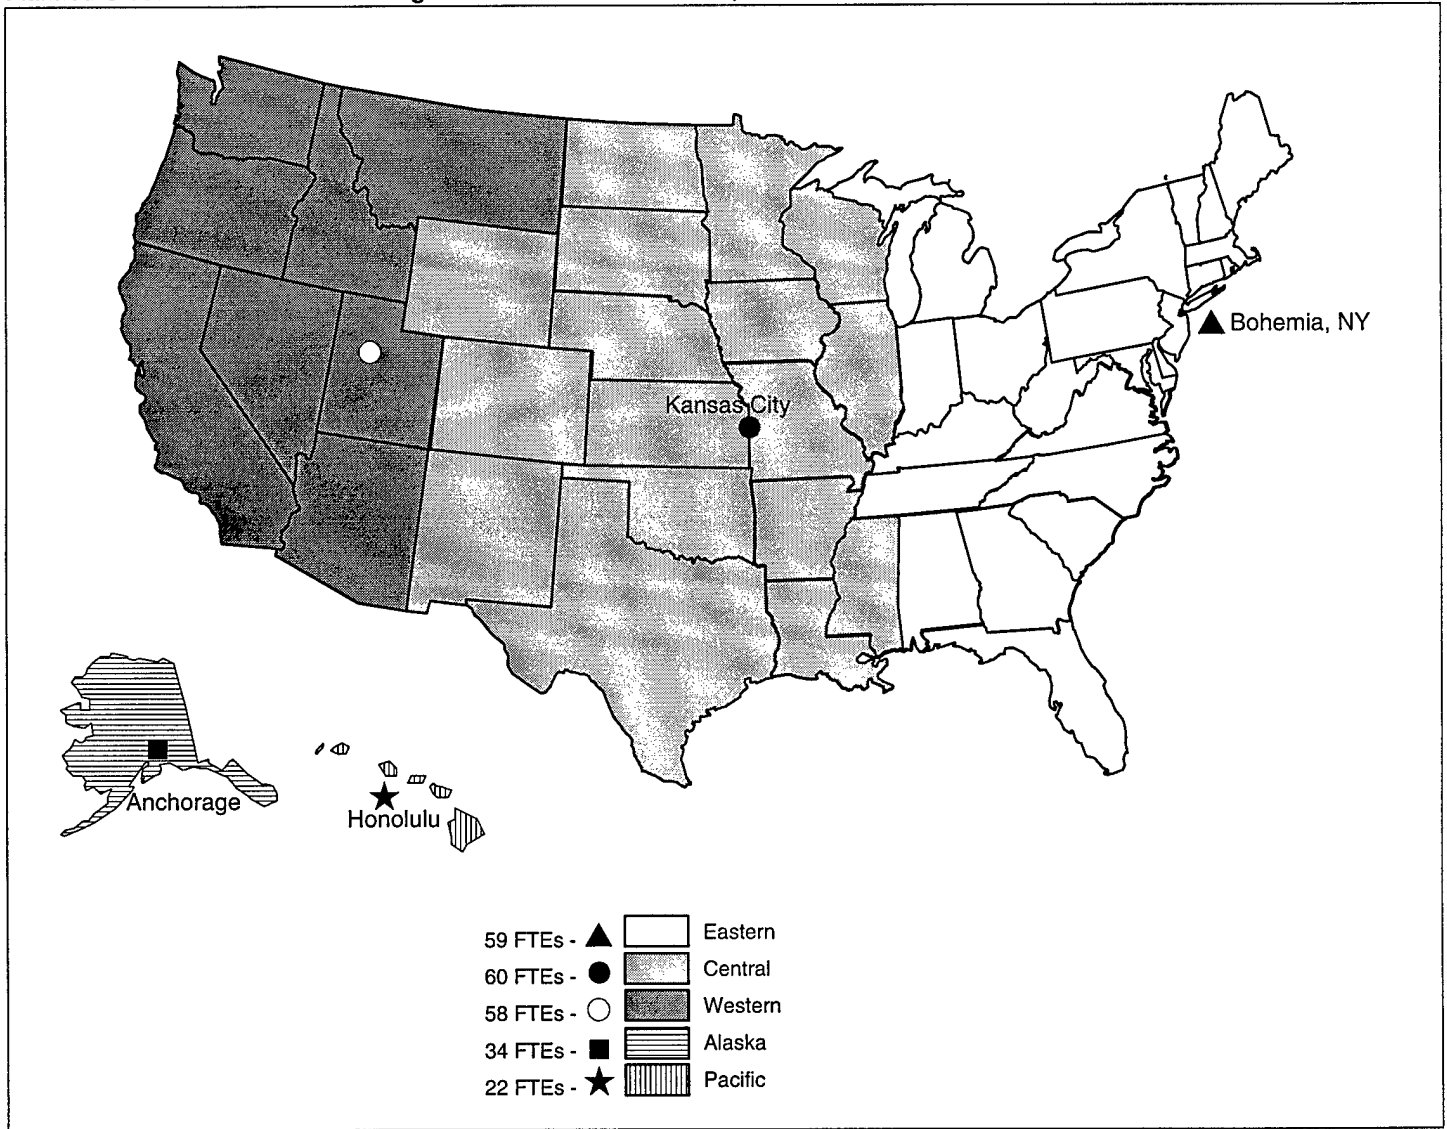 Bohemia, NY
Kansas City
Anchorage
Honolulu
59 FTEs - Eastern
60 FTEs - Central
58 FTEs - Western
34 FTEs - Alaska
22 FTEs - Pacific